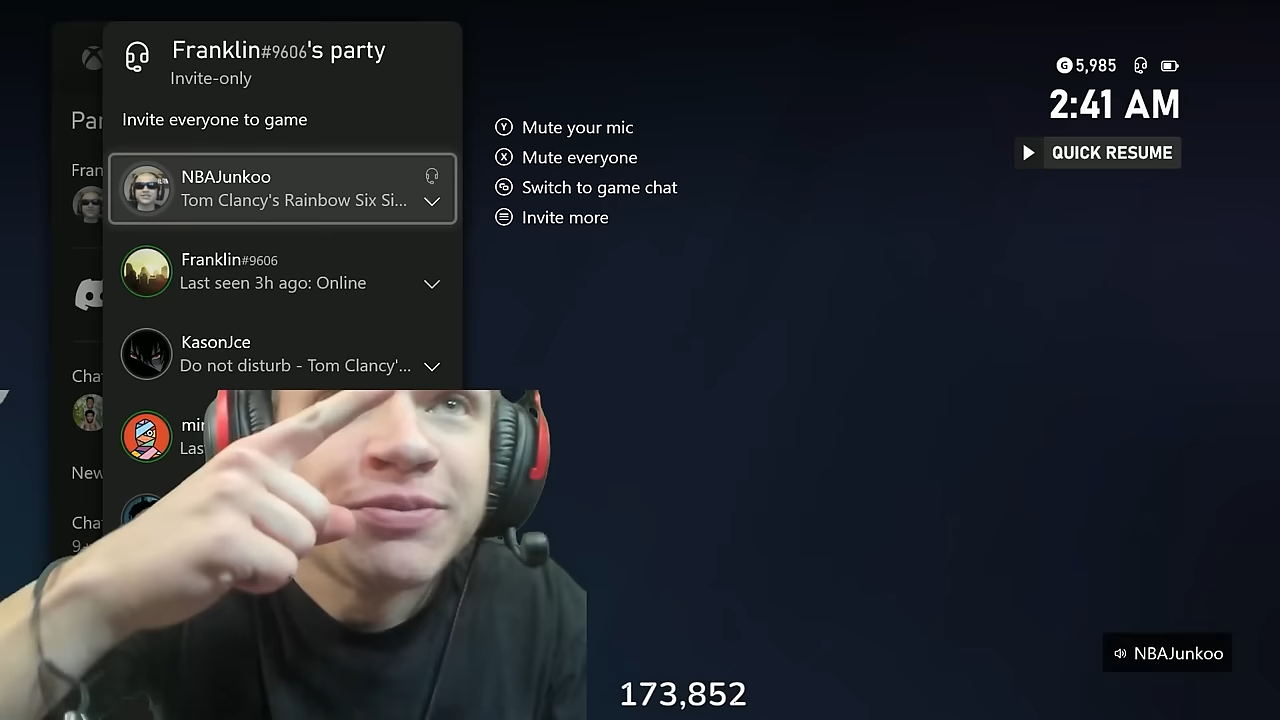 Franklin#9606's party
Invite-only
Invite everyone to game
NBAJunkoo
Tom Clancy's Rainbow Six Si...
Franklin#9606
Last seen 3h ago: Online
KasonJce
Do not disturb - Tom Clancy'...
Mute your mic
Mute everyone
Switch to game chat
Invite more
G 5,985
2:41 AM
QUICK RESUME
NBAJunkoo
173,852